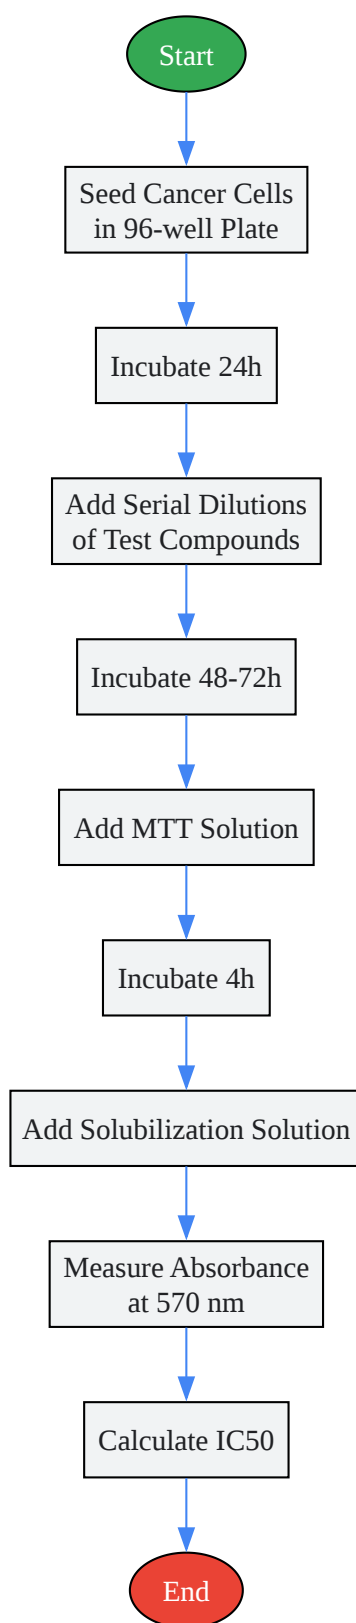 Start
Seed Cancer Cells
in 96-well Plate
Incubate 24h
Add Serial Dilutions
of Test Compounds
Incubate 48-72h
Add MTT Solution
Incubate 4h
Add Solubilization Solution
Measure Absorbance
at 570 nm
Calculate IC50
End